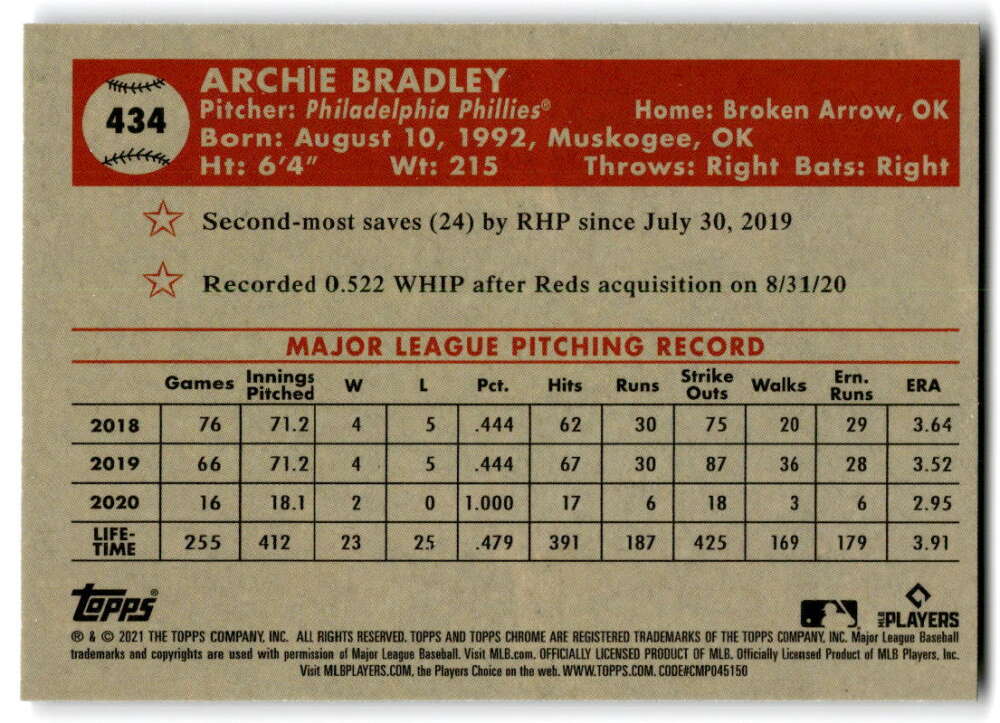 434
ARCHIE BRADLEY
Pitcher: Philadelphia Phillies® Home: Broken Arrow, OK
Born: August 10, 1992, Muskogee, OK
Ht: 6'4" Wt: 215 Throws: Right Bats: Right
Second-most saves (24) by RHP since July 30, 2019
Recorded 0.522 WHIP after Reds acquisition on 8/31/20
MAJOR LEAGUE PITCHING RECORD
Games Innings Pitched W L Pct. Hits Runs Strike Outs Walks Ern. Runs ERA
2018 76 71.2 4 5 .444 62 30 75 20 29 3.64
2019 66 71.2 4 5 .444 67 30 87 36 28 3.52
2020 16 18.1 2 0 1.000 17 6 18 3 6 2.95
LIFE-TIME 255 412 23 25 .479 391 187 425 169 179 3.91
Topps® MLB PLAYERS
® & © 2021 THE TOPPS COMPANY, INC. ALL RIGHTS RESERVED. TOPPS AND TOPPS CHROME ARE REGISTERED TRADEMARKS OF THE TOPPS COMPANY, INC. Major League Baseball
trademarks and copyrights are used with permission of Major League Baseball. Visit MLB.com. OFFICIALLY LICENSED PRODUCT OF MLB. Officially Licensed Product of MLB Players, Inc.
Visit MLBPLAYERS.COM, the Players Choice on the web. WWW.TOPPS.COM. CODE#CMP045150